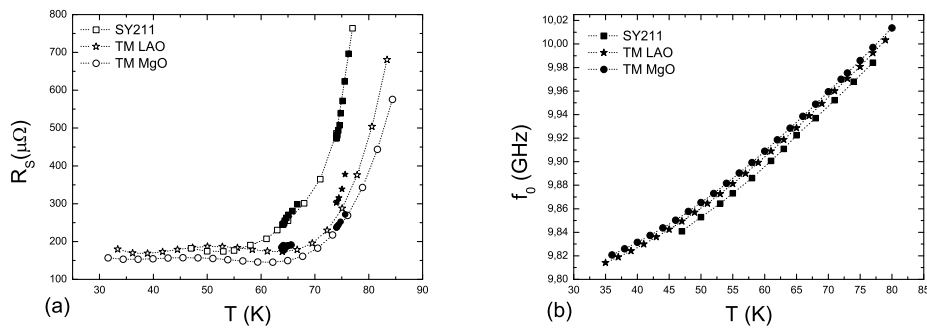 800
700
600
500
400
300
200
100
R_S(μΩ)
SY211
TM LAO
TM MgO
30 40 50 60 70 80 90
T (K)
(a)
10,02
10,00
9,98
9,96
9,94
9,92
9,90
9,88
9,86
9,84
9,82
9,80
f_0 (GHz)
SY211
TM LAO
TM MgO
30 35 40 45 50 55 60 65 70 75 80 85
T (K)
(b)